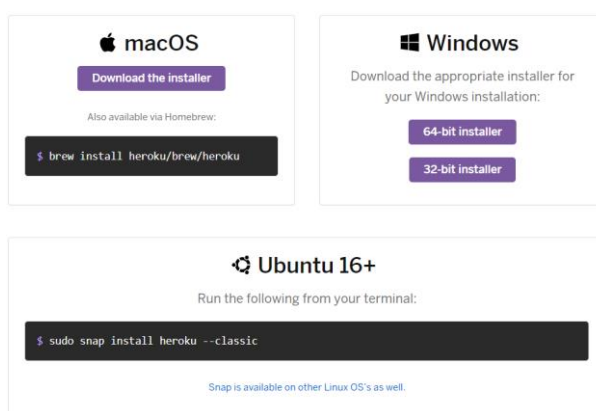 macOS
Download the installer
Also available via Homebrew:
$ brew install heroku/brew/heroku
Windows
Download the appropriate installer for
your Windows installation:
64-bit installer
32-bit installer
Ubuntu 16+
Run the following from your terminal:
$ sudo snap install heroku --classic
Snap is available on other Linux OS's as well.